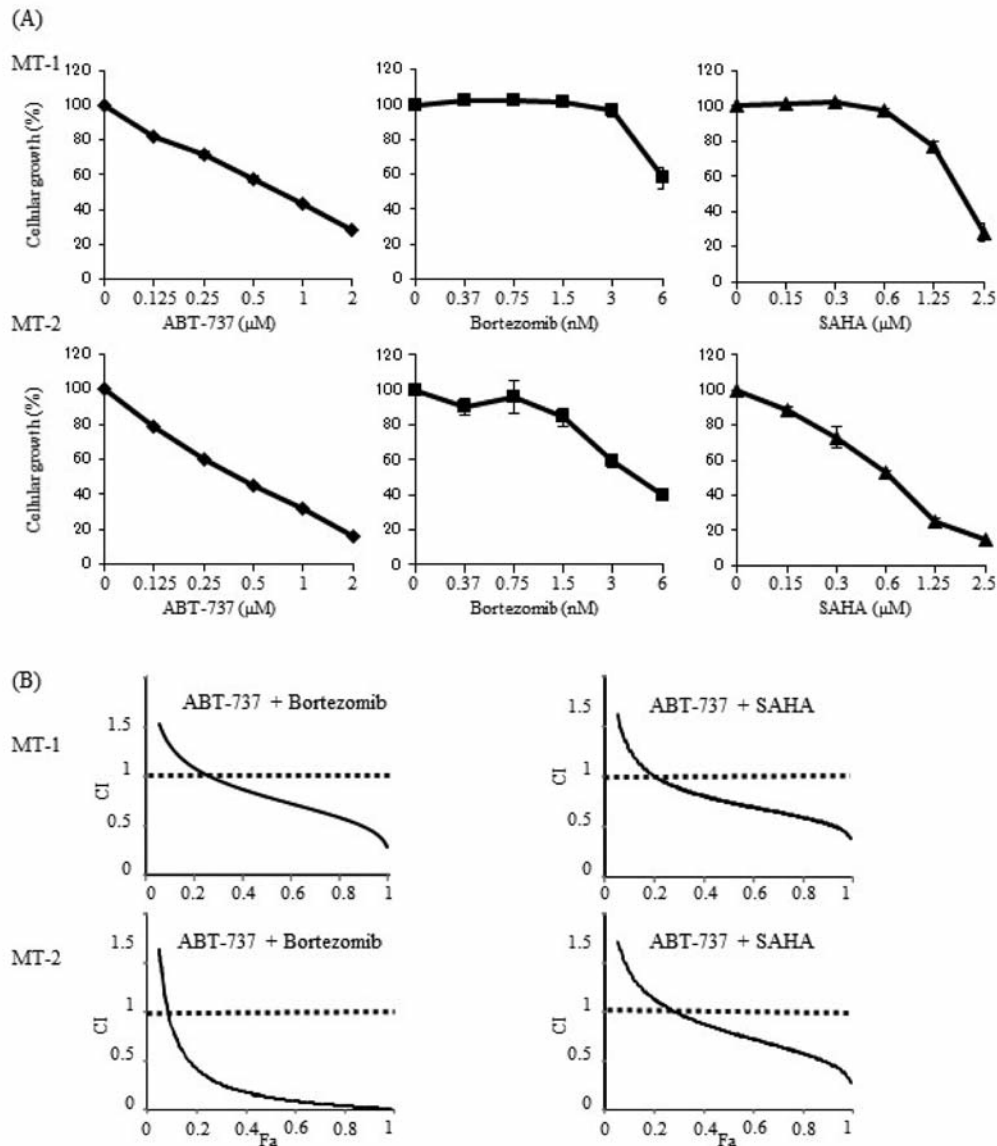 (A)
MT-1
Cellular growth (%)
120
100
80
60
40
20
0
0 0.125 0.25 0.5 1 2
ABT-737 (μM)
120
100
80
60
40
20
0
0 0.37 0.75 1.5 3 6
Bortezomib (nM)
120
100
80
60
40
20
0
0 0.15 0.3 0.6 1.25 2.5
SAHA (μM)
MT-2
Cellular growth (%)
120
100
80
60
40
20
0
0 0.125 0.25 0.5 1 2
ABT-737 (μM)
120
100
80
60
40
20
0
0 0.37 0.75 1.5 3 6
Bortezomib (nM)
120
100
80
60
40
20
0
0 0.15 0.3 0.6 1.25 2.5
SAHA (μM)
(B)
MT-1
ABT-737 + Bortezomib
CI
1.5
1
0.5
0
0 0.2 0.4 0.6 0.8 1
ABT-737 + SAHA
CI
1.5
1
0.5
0
0 0.2 0.4 0.6 0.8 1
MT-2
ABT-737 + Bortezomib
CI
1.5
1
0.5
0
0 0.2 0.4 0.6 0.8 1
Fa
ABT-737 + SAHA
CI
1.5
1
0.5
0
0 0.2 0.4 0.6 0.8 1
Fa